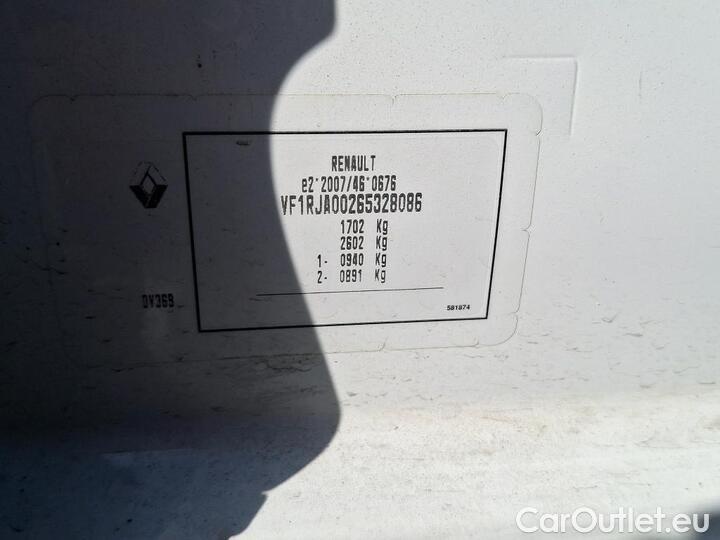 RENAULT
e2*2007/46*0676
VF1RJA00265328086
1702 Kg
2602 Kg
1- 0940 Kg
2- 0891 Kg
DV369
581874
CarOutlet.eu